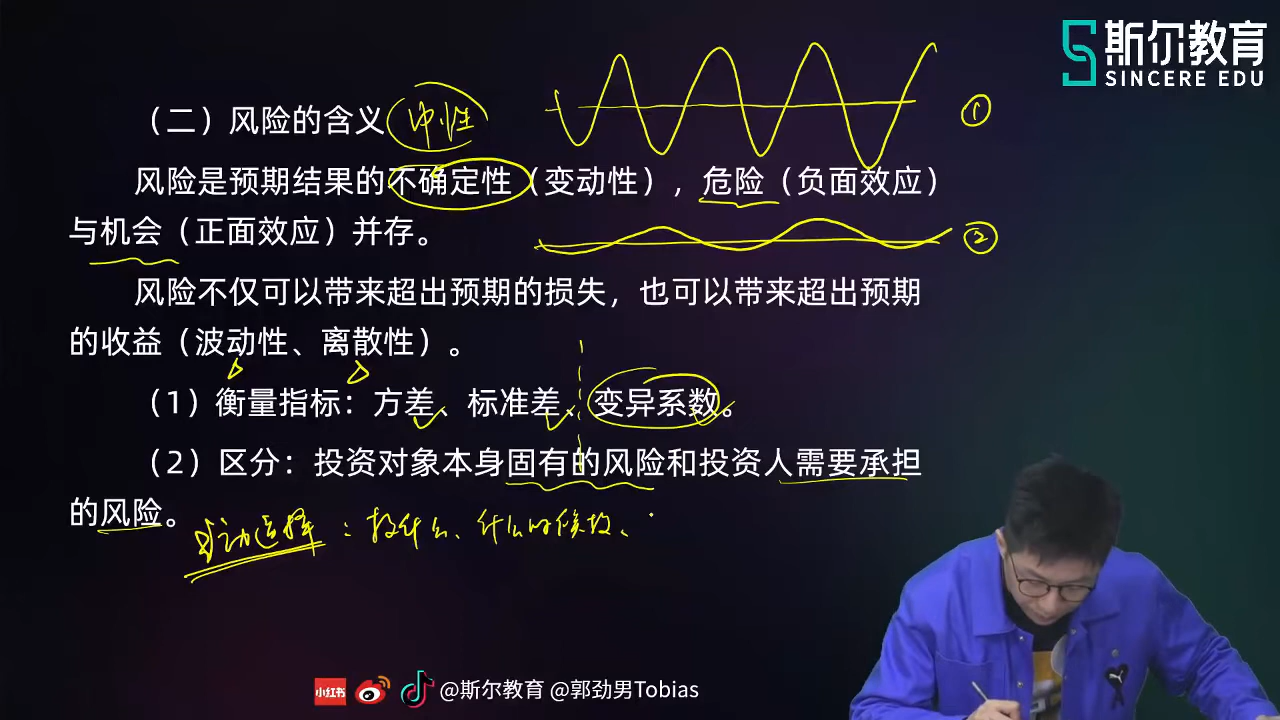 斯尔教育
SINCERE EDU
（二）风险的含义 中性
①
风险是预期结果的不确定性（变动性），危险（负面效应）
与机会（正面效应）并存。
②
风险不仅可以带来超出预期的损失，也可以带来超出预期
的收益（波动性、离散性）。
（1）衡量指标：方差、标准差、变异系数。
（2）区分：投资对象本身固有的风险和投资人需要承担
的风险。
主动选择：投什么、什么时候投、
小红书 @斯尔教育 @郭劲男Tobias